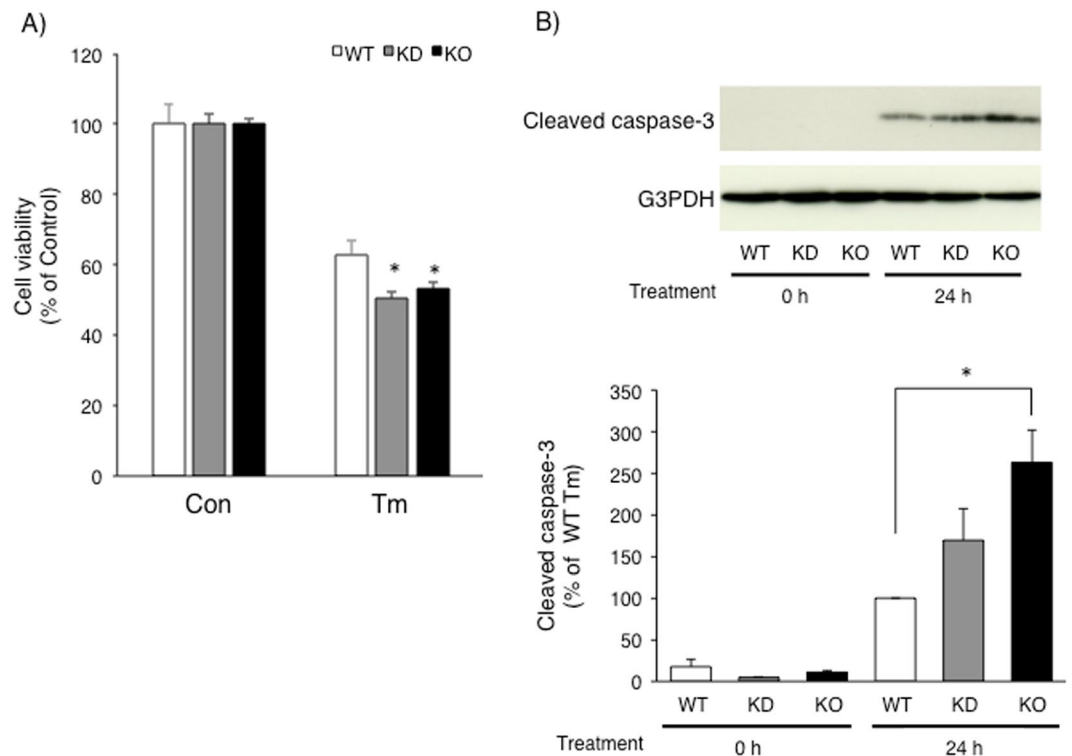 A)
WT KD KO
120
100
80
60
40
20
0
Cell viability
(% of Control)
* *
Con Tm
B)
Cleaved caspase-3
G3PDH
WT KD KO WT KD KO
Treatment 0 h 24 h
*
350
300
250
200
150
100
50
0
Cleaved caspase-3
(% of WT Tm)
WT KD KO WT KD KO
Treatment 0 h 24 h